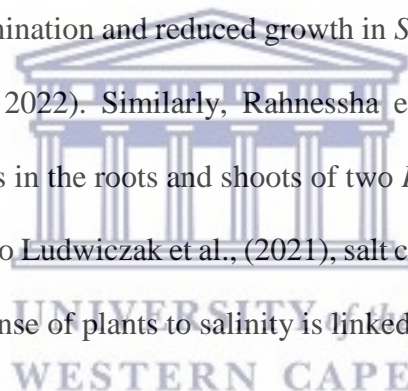 mination and reduced growth in S
2022). Similarly, Rahnessha e
s in the roots and shoots of two
o Ludwiczak et al., (2021), salt c
UNIVERSITY of the
nse of plants to salinity is linked
WESTERN CAPE